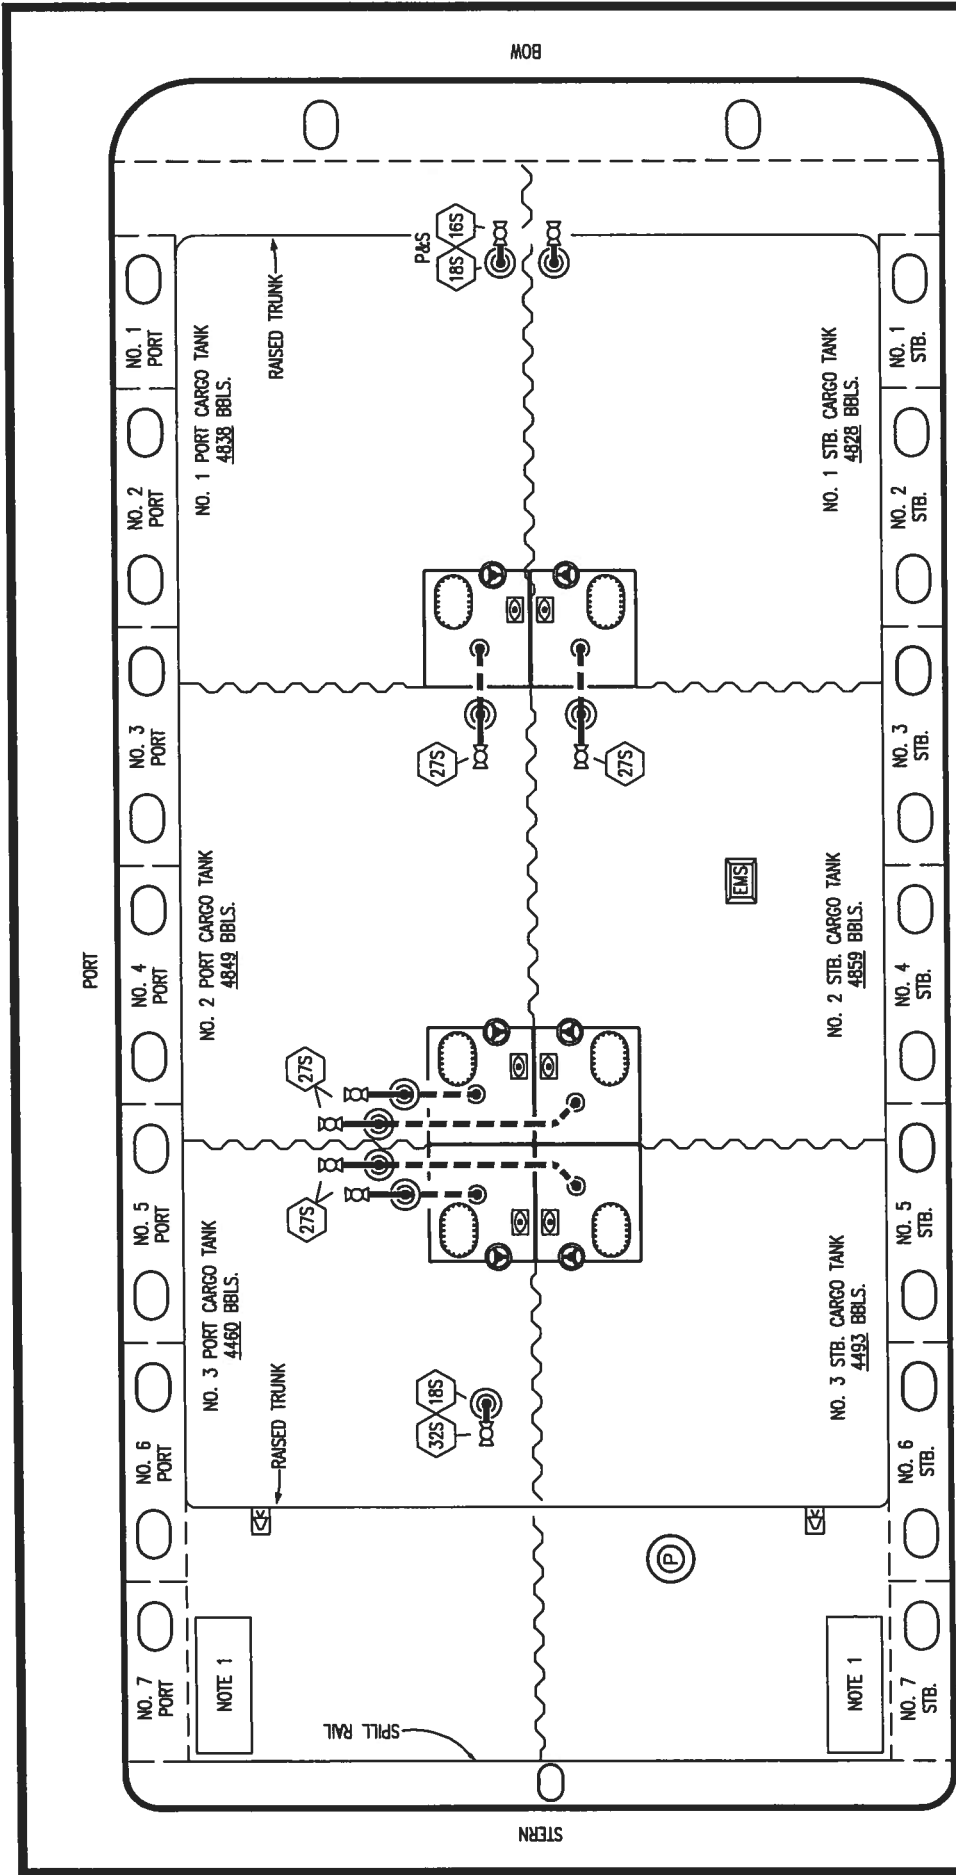 BOW
PORT
STERN
NO. 1
PORT
NO. 2
PORT
NO. 3
PORT
NO. 4
PORT
NO. 5
PORT
NO. 6
PORT
NO. 7
PORT
NO. 1 PORT CARGO TANK
4838 BBLS.
RAISED TRUNK
P&S
18S
16S
NO. 2 PORT CARGO TANK
4849 BBLS.
27S
27S
NO. 3 PORT CARGO TANK
4460 BBLS.
27S
27S
RAISED TRUNK
32S
18S
NOTE 1
SPILL RAIL
NO. 1 STB. CARGO TANK
4828 BBLS.
NO. 2 STB. CARGO TANK
4859 BBLS.
EMS
NO. 3 STB. CARGO TANK
4493 BBLS.
P
NOTE 1
NO. 1
STB.
NO. 2
STB.
NO. 3
STB.
NO. 4
STB.
NO. 5
STB.
NO. 6
STB.
NO. 7
STB.